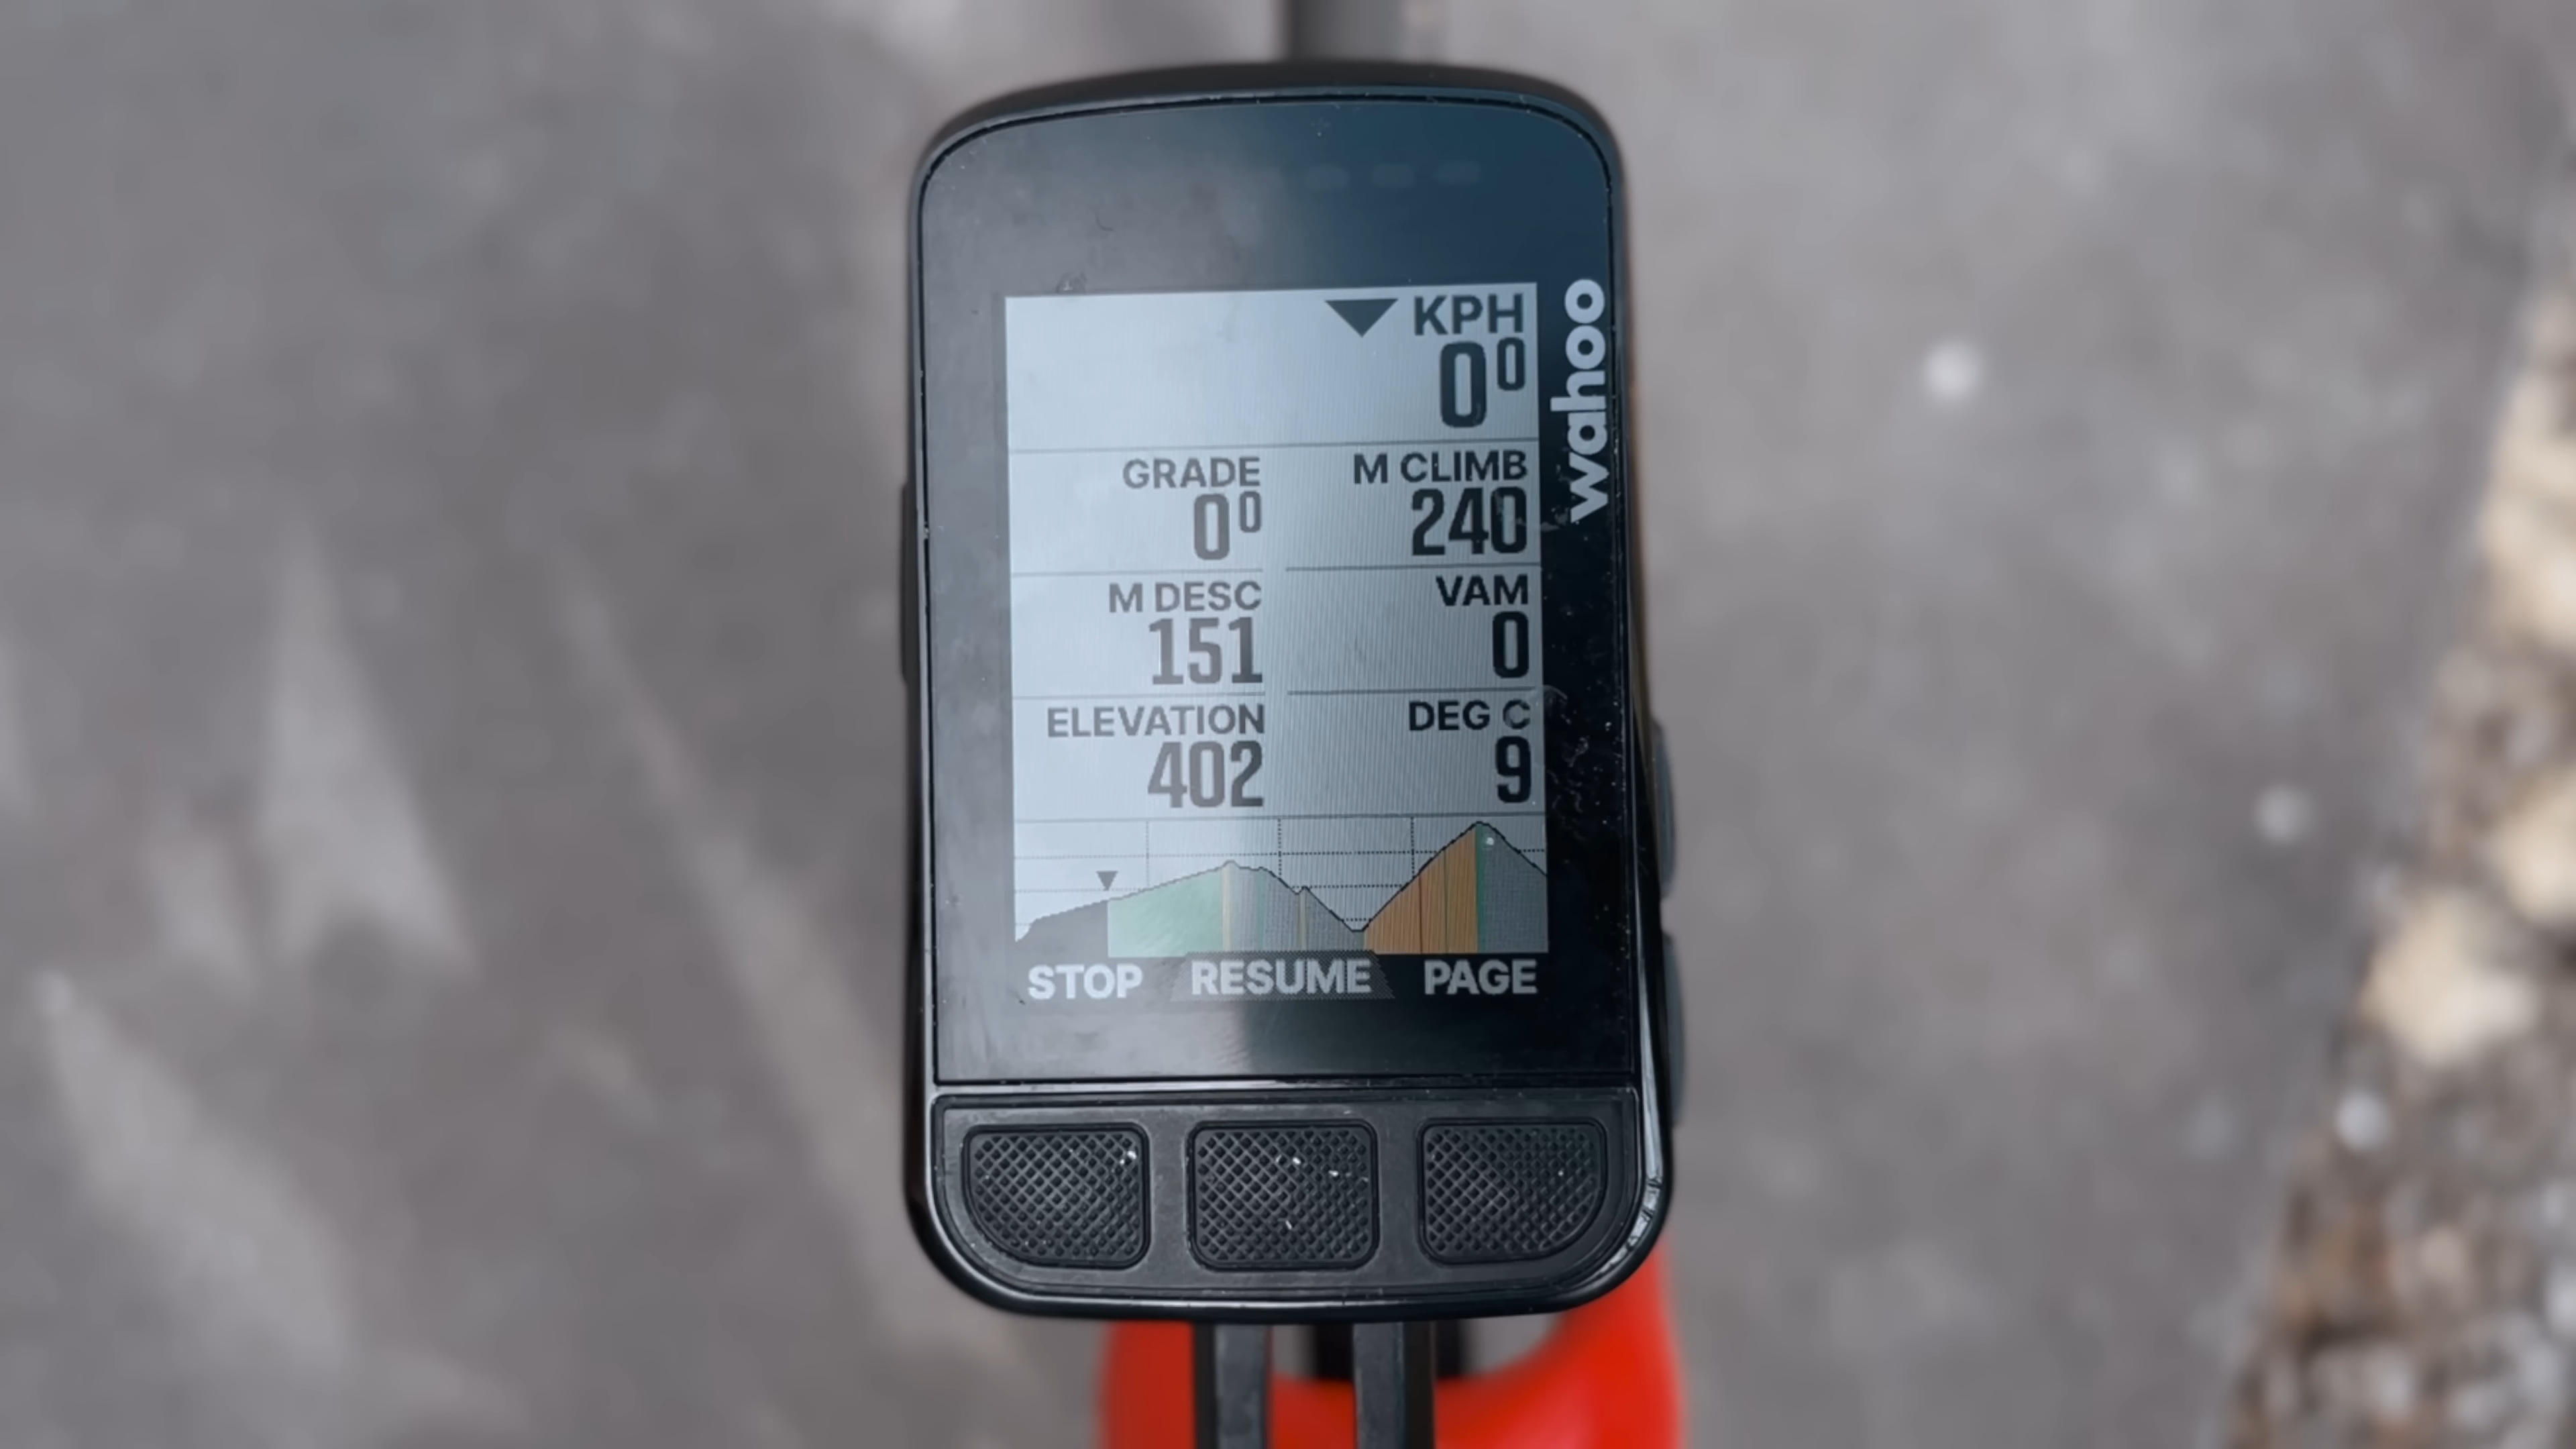 KPH
0⁰
GRADE
0⁰
M CLIMB
240
M DESC
151
VAM
0
ELEVATION
402
DEG C
9
STOP RESUME PAGE
wahoo